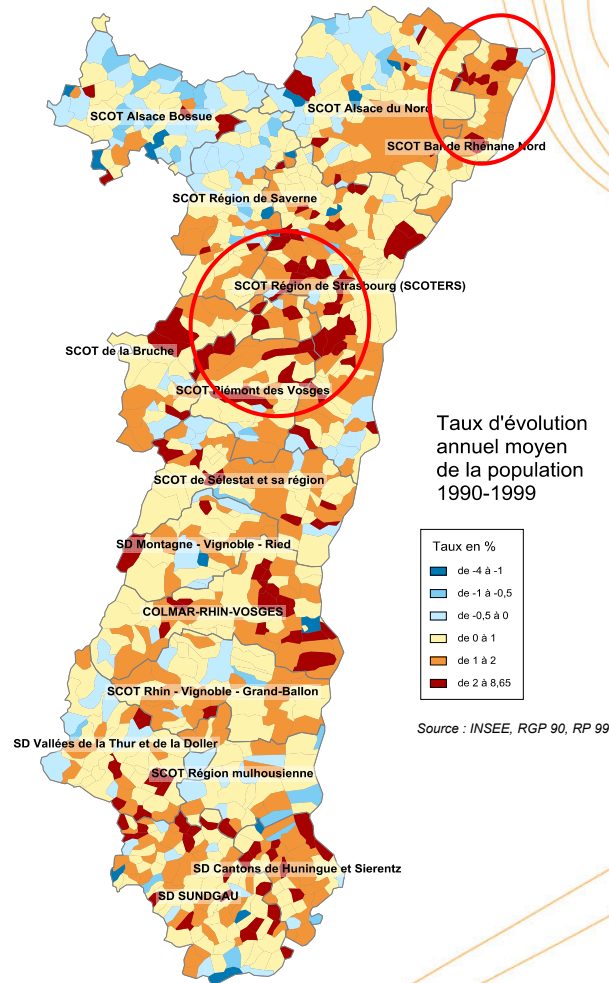 SCOT Alsace du Nord
SCOT Alsace Bossue
SCOT Bande Rhénane Nord
SCOT Région de Saverne
SCOT Région de Strasbourg (SCOTERS)
SCOT de la Bruche
SCOT Piémont des Vosges
Taux d'évolution
annuel moyen
de la population
1990-1999
SCOT de Sélestat et sa région
SD Montagne - Vignoble - Ried
Taux en %
de -4 à -1
de -1 à -0,5
de -0,5 à 0
de 0 à 1
de 1 à 2
de 2 à 8,65
COLMAR-RHIN-VOSGES
SCOT Rhin - Vignoble - Grand-Ballon
Source : INSEE, RGP 90, RP 99
SD Vallées de la Thur et de la Doller
SCOT Région mulhousienne
SD Cantons de Huningue et Sierentz
SD SUNDGAU